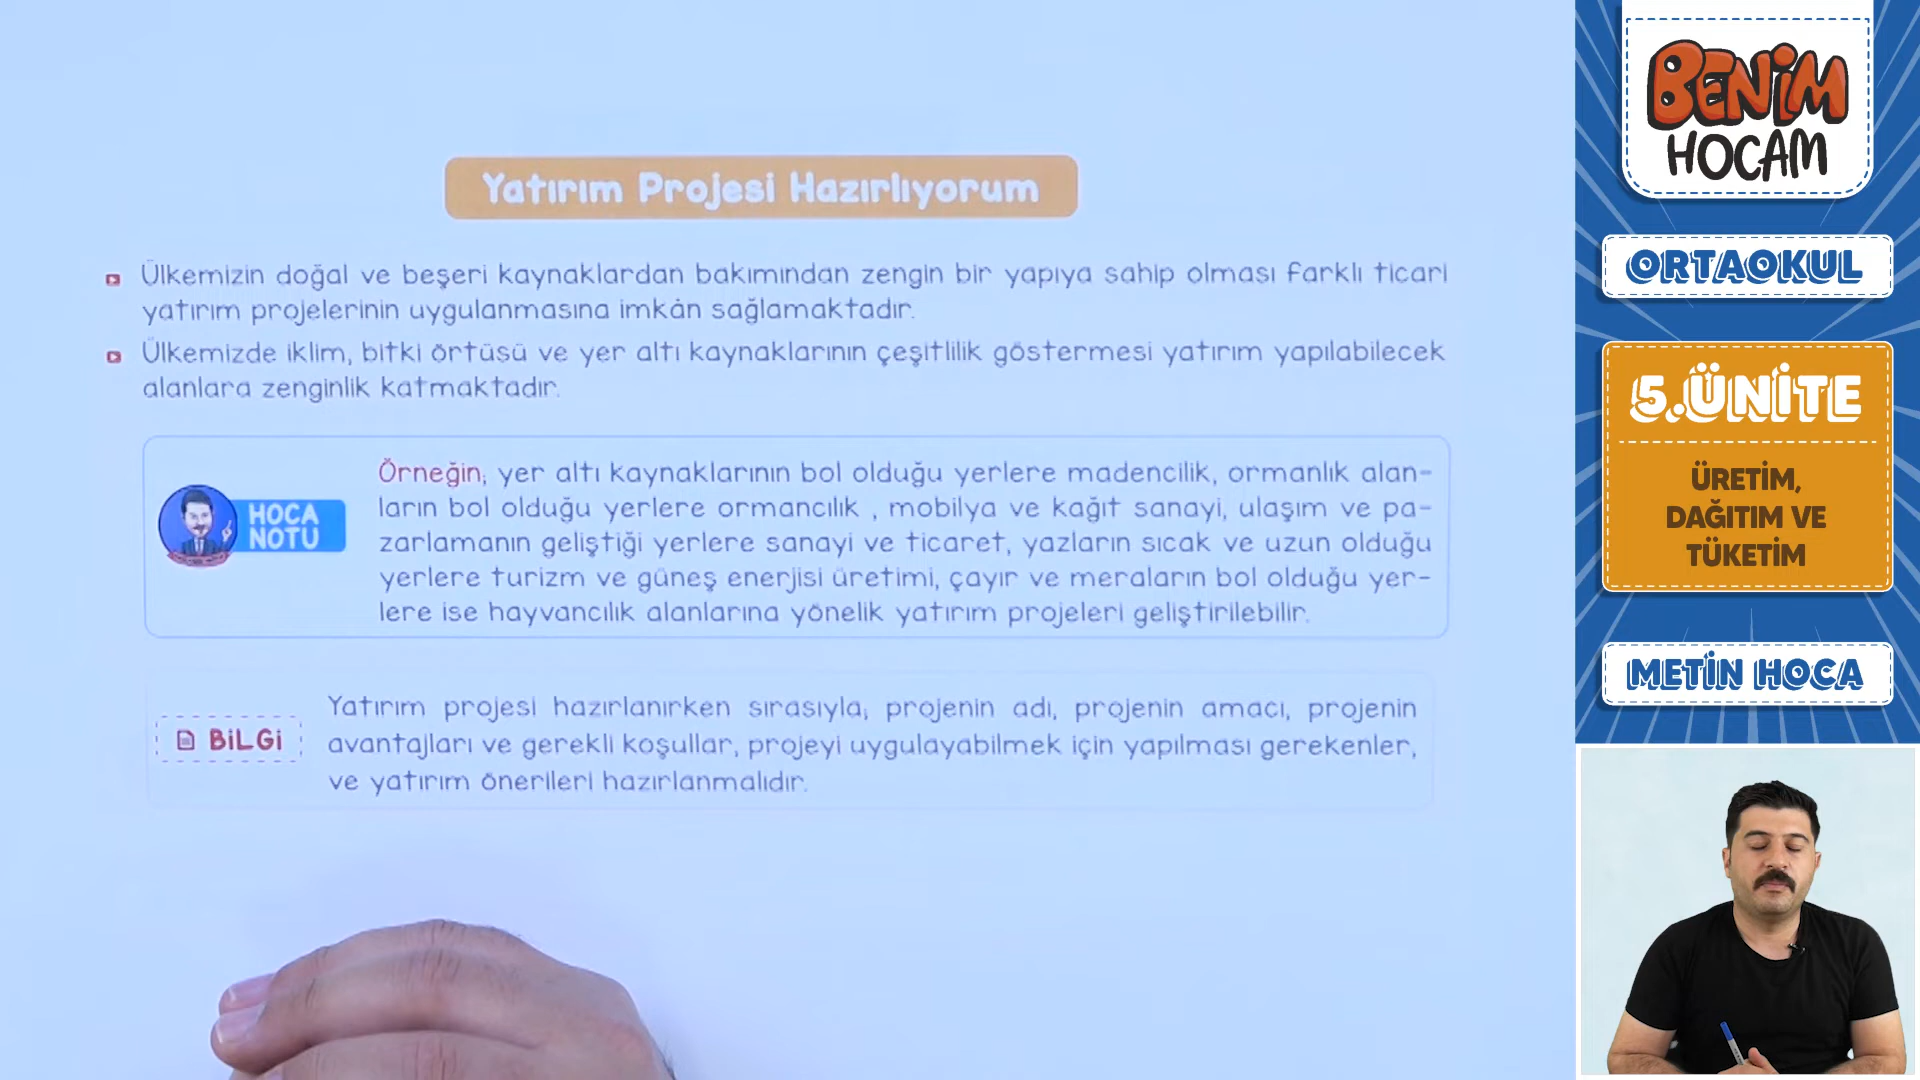 Yatırım Projesi Hazırlıyorum
Ülkemizin doğal ve beşeri kaynaklardan bakımından zengin bir yapıya sahip olması farklı ticari
yatırım projelerinin uygulanmasına imkân sağlamaktadır.
Ülkemizde iklim, bitki örtüsü ve yer altı kaynaklarının çeşitlilik göstermesi yatırım yapılabilecek
alanlara zenginlik katmaktadır.
HOCA
NOTU
Örneğin; yer altı kaynaklarının bol olduğu yerlere madencilik, ormanlık alan-
ların bol olduğu yerlere ormancılık , mobilya ve kağıt sanayi, ulaşım ve pa-
zarlamanın geliştiği yerlere sanayi ve ticaret, yazların sıcak ve uzun olduğu
yerlere turizm ve güneş enerjisi üretimi, çayır ve meraların bol olduğu yer-
lere ise hayvancılık alanlarına yönelik yatırım projeleri geliştirilebilir.
BİLGİ
Yatırım projesi hazırlanırken sırasıyla; projenin adı, projenin amacı, projenin
avantajları ve gerekli koşullar, projeyi uygulayabilmek için yapılması gerekenler,
ve yatırım önerileri hazırlanmalıdır.
BENİM
HOCAM
ORTAOKUL
5.ÜNİTE
ÜRETİM,
DAĞITIM VE
TÜKETİM
METİN HOCA